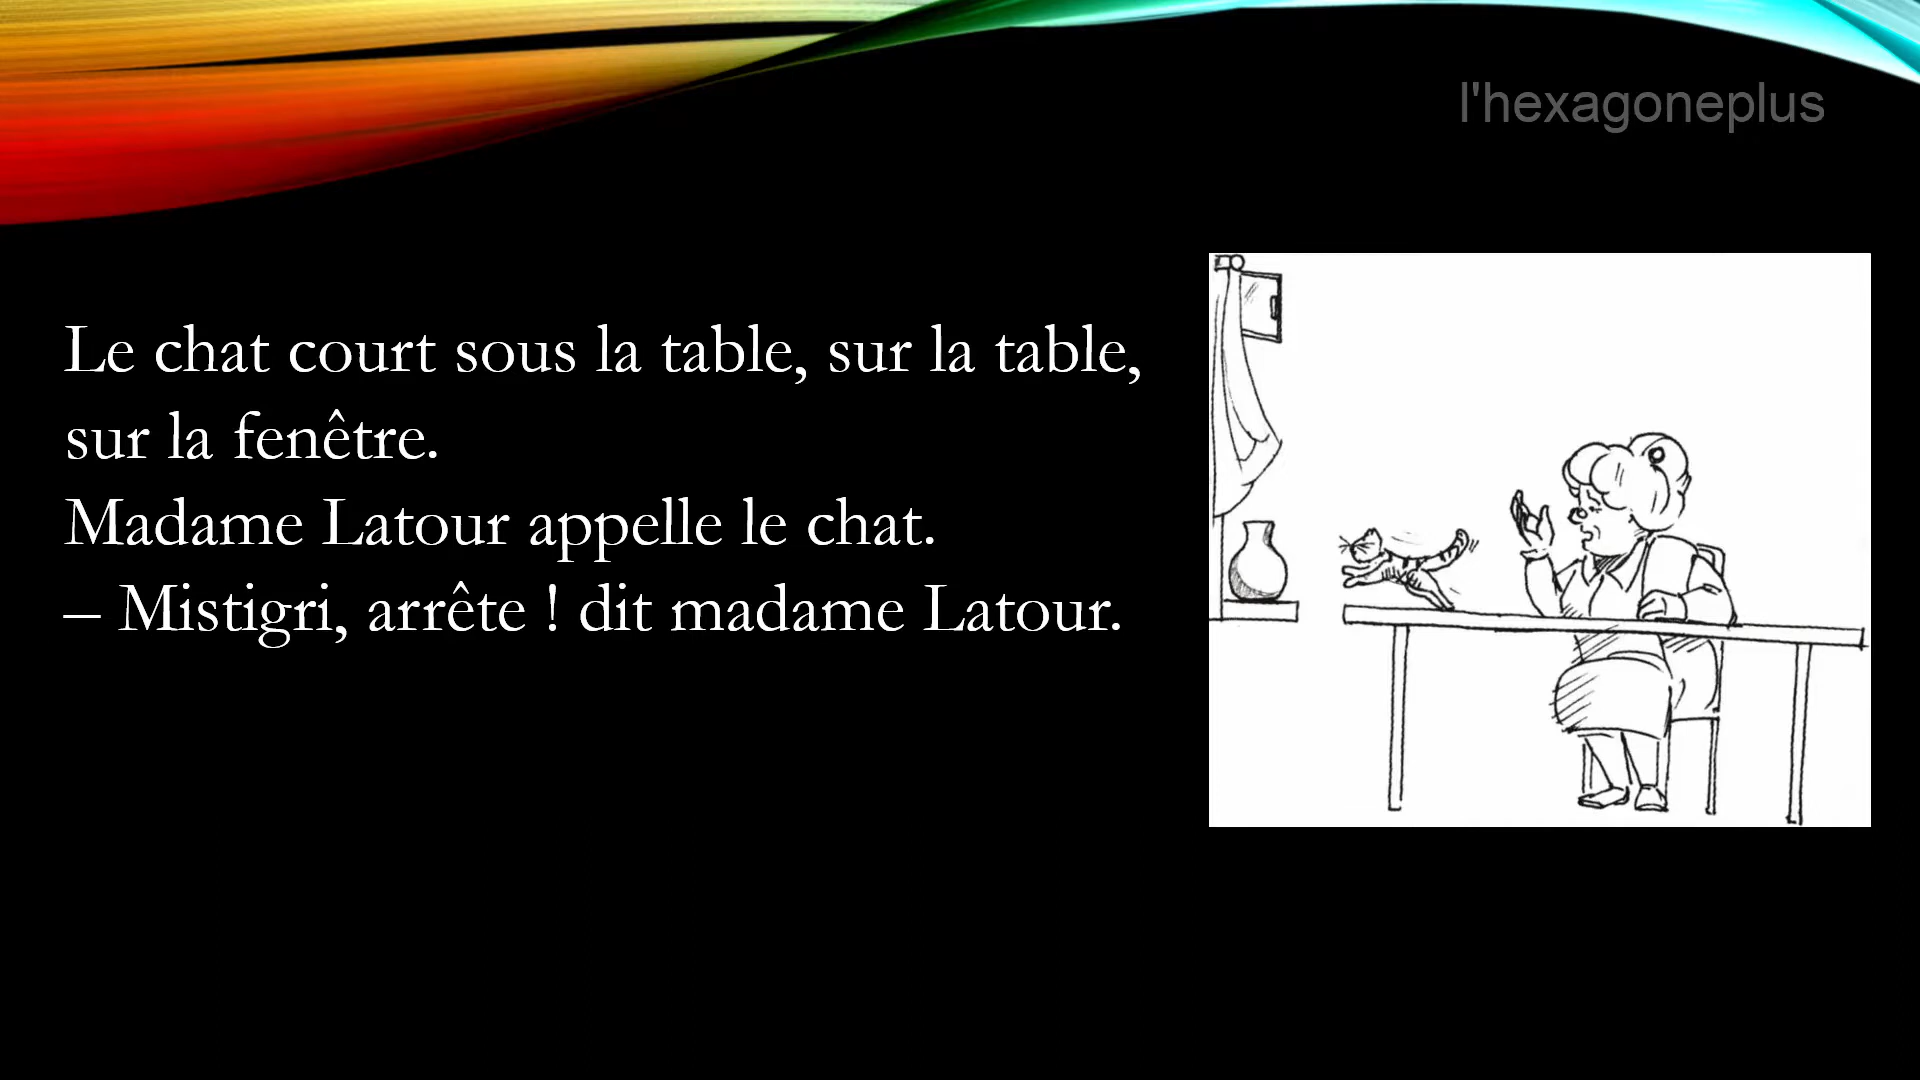 l'hexagoneplus
Le chat court sous la table, sur la table,
sur la fenêtre.
Madame Latour appelle le chat.
– Mistigri, arrête ! dit madame Latour.